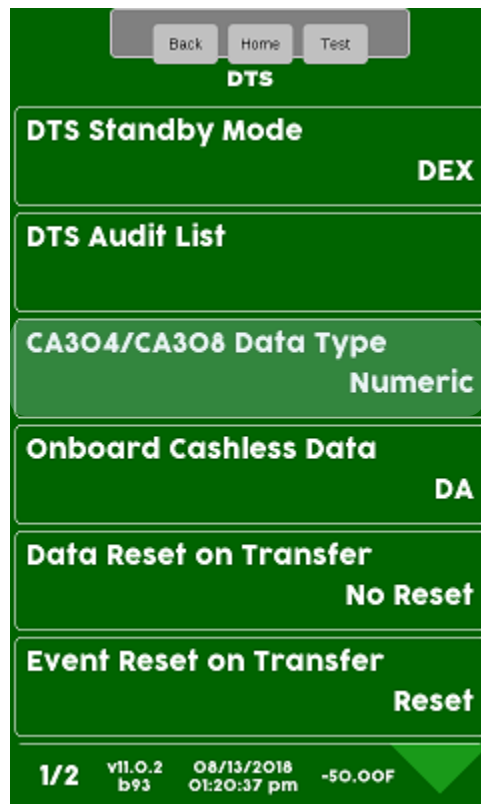 Back Home Test
DTS
DTS Standby Mode
DEX
DTS Audit List
CA304/CA308 Data Type
Numeric
Onboard Cashless Data
DA
Data Reset on Transfer
No Reset
Event Reset on Transfer
Reset
1/2 v11.0.2 b93 08/13/2018 01:20:37 pm -50.00F